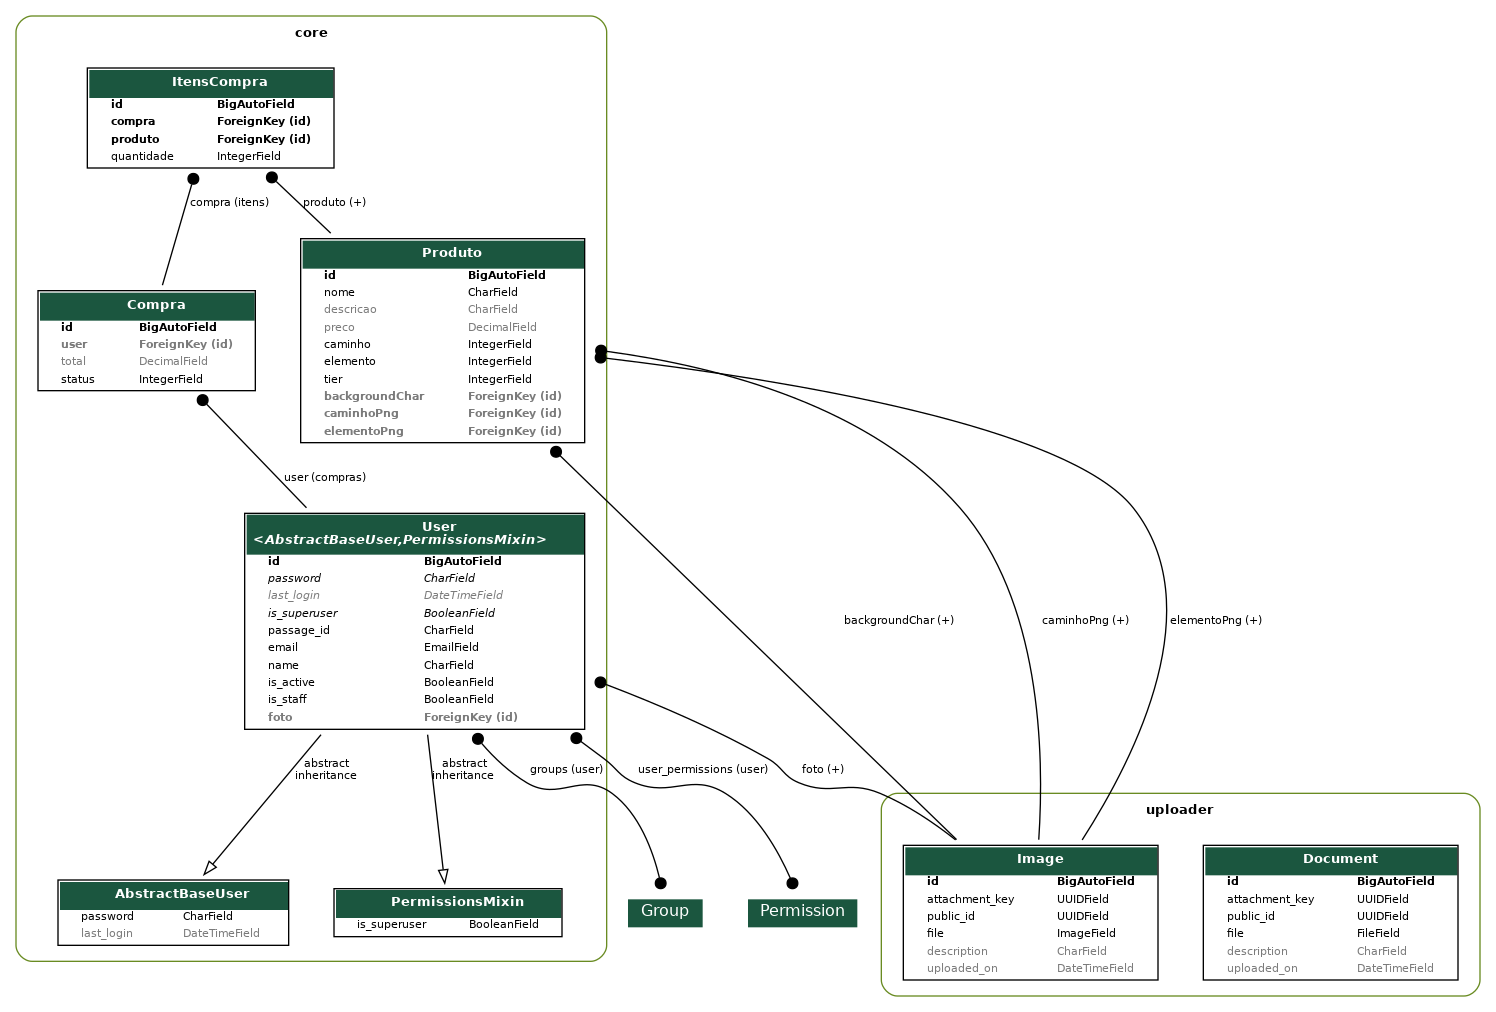 core
ItensCompra
id BigAutoField
compra ForeignKey (id)
produto ForeignKey (id)
quantidade IntegerField
compra (itens)
produto (+)
Produto
id BigAutoField
nome CharField
descricao CharField
preco DecimalField
caminho IntegerField
elemento IntegerField
tier IntegerField
backgroundChar ForeignKey (id)
caminhoPng ForeignKey (id)
elementoPng ForeignKey (id)
Compra
id BigAutoField
user ForeignKey (id)
total DecimalField
status IntegerField
user (compras)
User
<AbstractBaseUser,PermissionsMixin>
id BigAutoField
password CharField
last_login DateTimeField
is_superuser BooleanField
passage_id CharField
email EmailField
name CharField
is_active BooleanField
is_staff BooleanField
foto ForeignKey (id)
backgroundChar (+)
caminhoPng (+)
elementoPng (+)
abstract
inheritance
abstract
inheritance
groups (user)
user_permissions (user)
foto (+)
AbstractBaseUser
password CharField
last_login DateTimeField
PermissionsMixin
is_superuser BooleanField
Group
Permission
uploader
Image
id BigAutoField
attachment_key UUIDField
public_id UUIDField
file ImageField
description CharField
uploaded_on DateTimeField
Document
id BigAutoField
attachment_key UUIDField
public_id UUIDField
file FileField
description CharField
uploaded_on DateTimeField